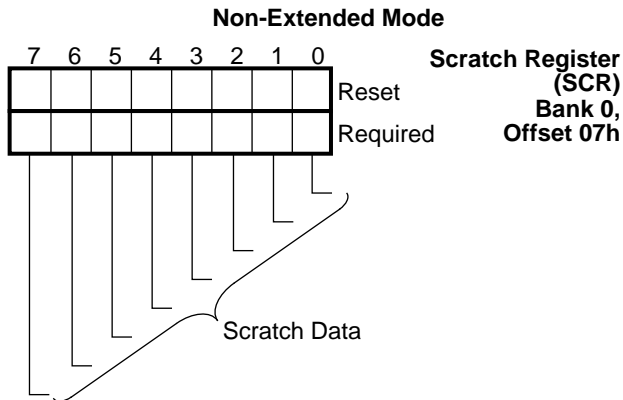 Non-Extended Mode
7 6 5 4 3 2 1 0
Reset
Required
Scratch Register
(SCR)
Bank 0,
Offset 07h
Scratch Data